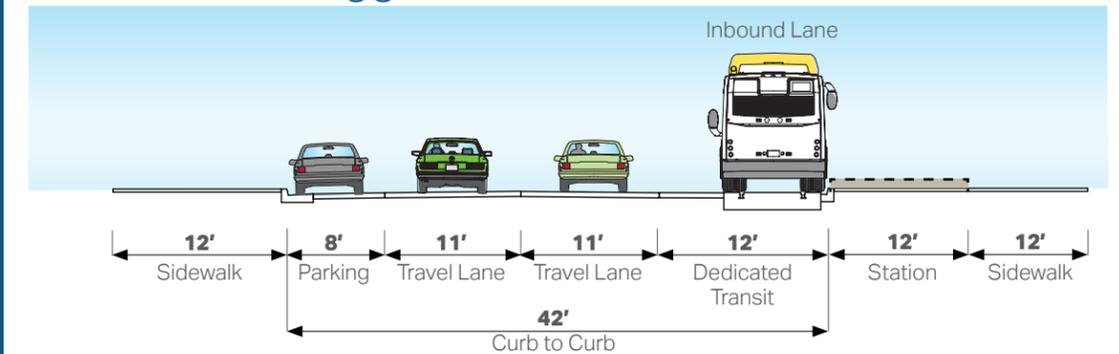 Inbound Lane
12′ 8′ 11′ 11′ 12′ 12′ 12′
Sidewalk Parking Travel Lane Travel Lane Dedicated Station Sidewalk
Transit
42′
Curb to Curb